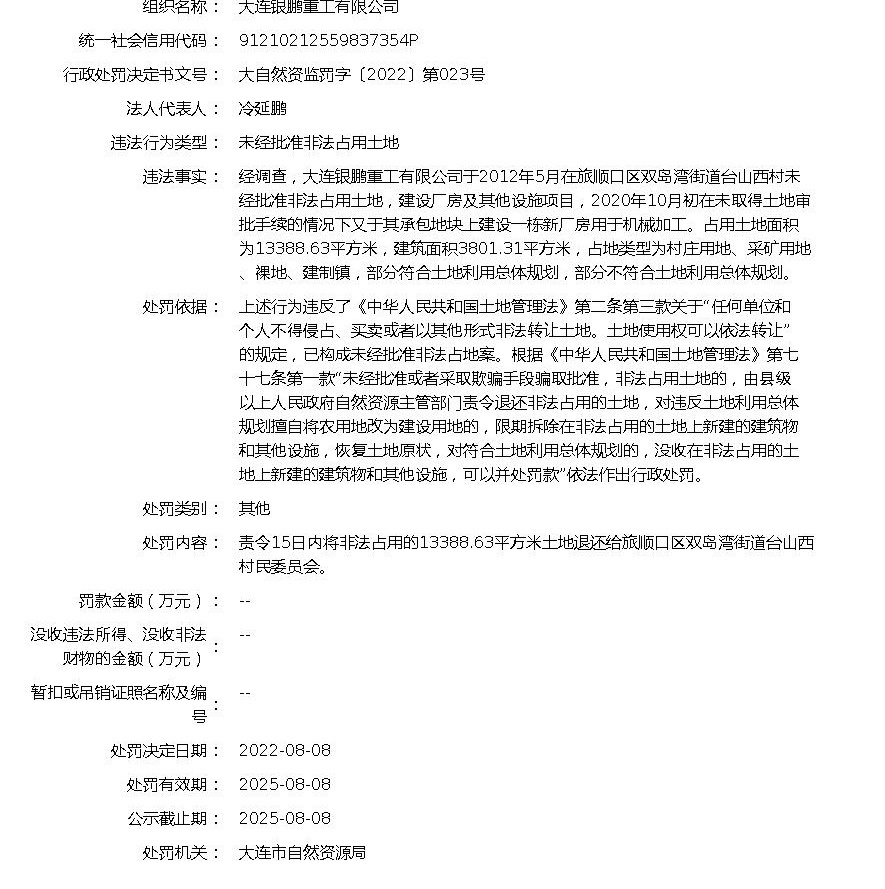 组织名称： 大连银鹏重工有限公司
统一社会信用代码： 91210212559837354P
行政处罚决定书文号： 大自然资监罚字〔2022〕第023号
法人代表人： 冷延鹏
违法行为类型： 未经批准非法占用土地
违法事实： 经调查，大连银鹏重工有限公司于2012年5月在旅顺口区双岛湾街道台山西村未
经批准非法占用土地，建设厂房及其他设施项目，2020年10月初在未取得土地审
批手续的情况下又于其承包地块上建设一栋新厂房用于机械加工。占用土地面积
为13388.63平方米，建筑面积3801.31平方米，占地类型为村庄用地、采矿用地
、裸地、建制镇，部分符合土地利用总体规划，部分不符合土地利用总体规划。
处罚依据： 上述行为违反了《中华人民共和国土地管理法》第二条第三款关于“任何单位和
个人不得侵占、买卖或者以其他形式非法转让土地。土地使用权可以依法转让”
的规定，已构成未经批准非法占地案。根据《中华人民共和国土地管理法》第七
十七条第一款“未经批准或者采取欺骗手段骗取批准，非法占用土地的，由县级
以上人民政府自然资源主管部门责令退还非法占用的土地，对违反土地利用总体
规划擅自将农用地改为建设用地的，限期拆除在非法占用的土地上新建的建筑物
和其他设施，恢复土地原状，对符合土地利用总体规划的，没收在非法占用的土
地上新建的建筑物和其他设施，可以并处罚款”依法作出行政处罚。
处罚类别： 其他
处罚内容： 责令15日内将非法占用的13388.63平方米土地退还给旅顺口区双岛湾街道台山西
村民委员会。
罚款金额（万元）： --
没收违法所得、没收非法
财物的金额（万元）： --
暂扣或吊销证照名称及编
号： --
处罚决定日期： 2022-08-08
处罚有效期： 2025-08-08
公示截止期： 2025-08-08
处罚机关： 大连市自然资源局